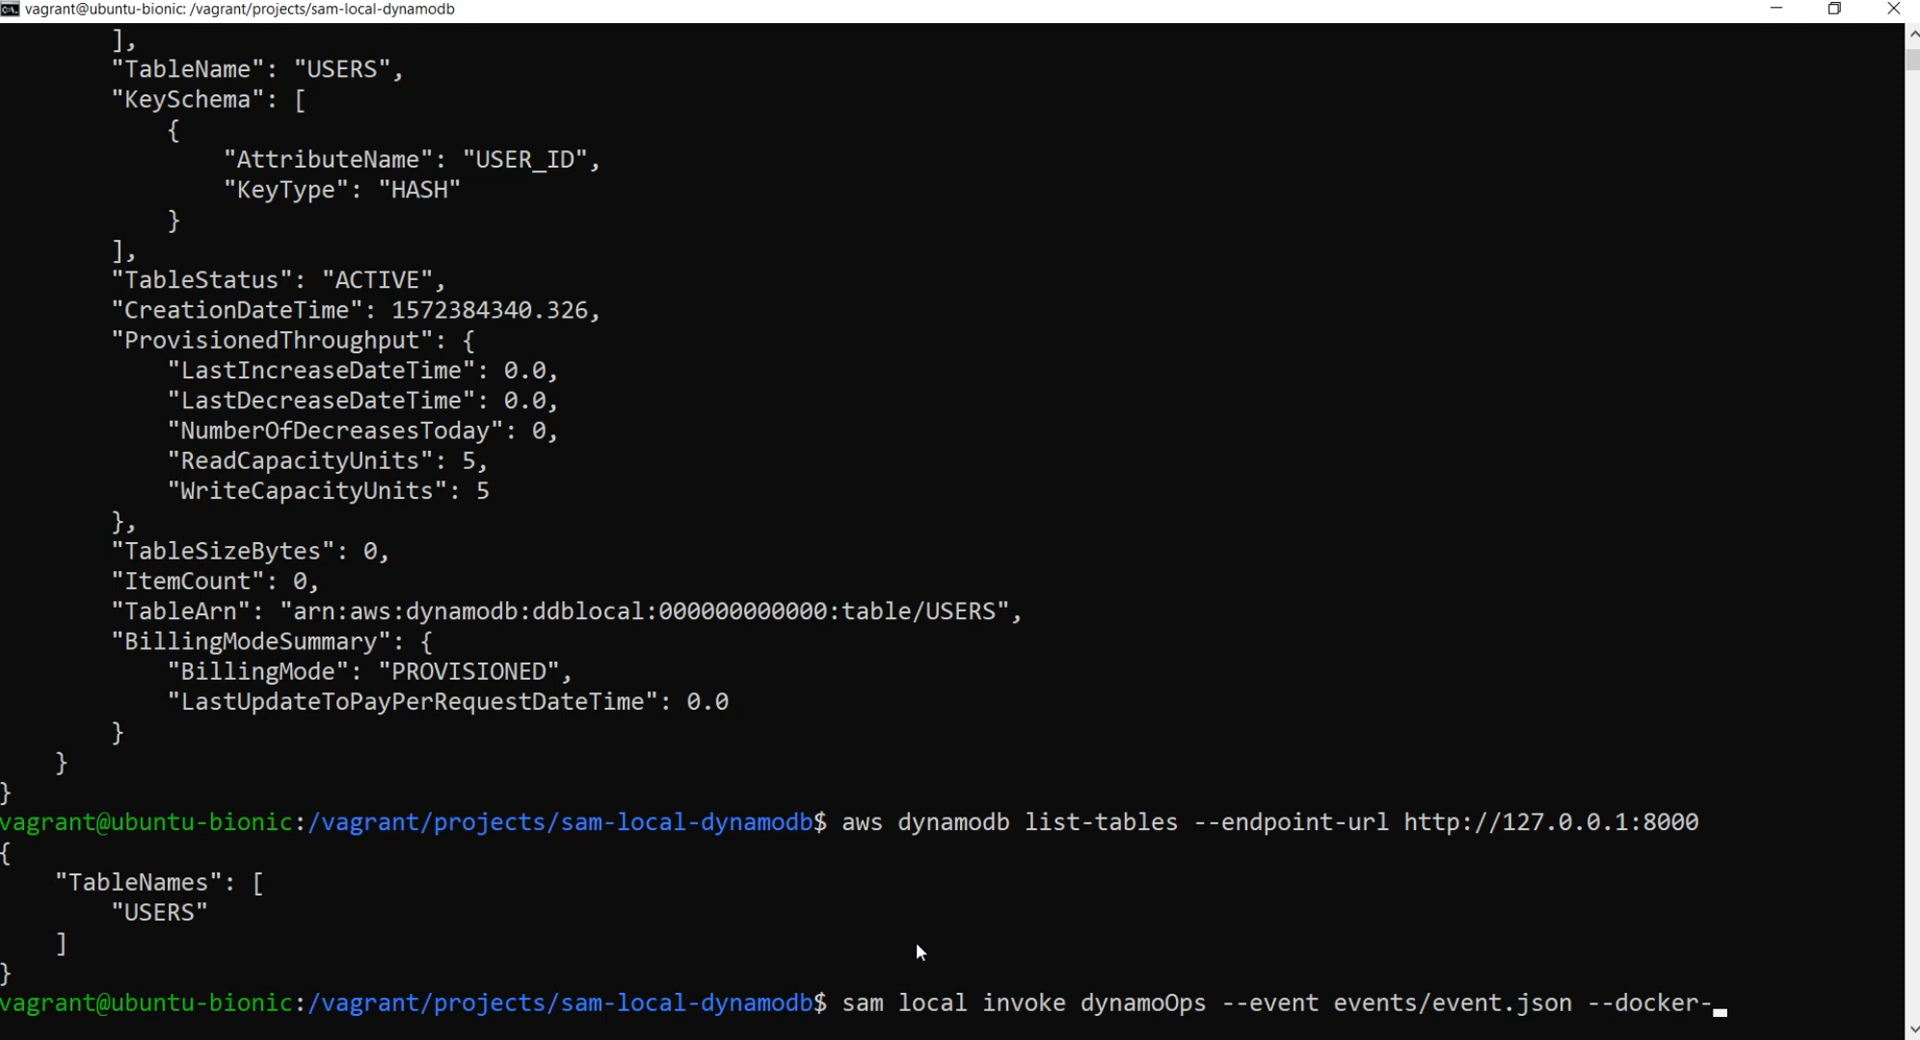 vagrant@ubuntu-bionic: /vagrant/projects/sam-local-dynamodb
],
"TableName": "USERS",
"KeySchema": [
{
"AttributeName": "USER_ID",
"KeyType": "HASH"
}
],
"TableStatus": "ACTIVE",
"CreationDateTime": 1572384340.326,
"ProvisionedThroughput": {
"LastIncreaseDateTime": 0.0,
"LastDecreaseDateTime": 0.0,
"NumberOfDecreasesToday": 0,
"ReadCapacityUnits": 5,
"WriteCapacityUnits": 5
},
"TableSizeBytes": 0,
"ItemCount": 0,
"TableArn": "arn:aws:dynamodb:ddblocal:000000000000:table/USERS",
"BillingModeSummary": {
"BillingMode": "PROVISIONED",
"LastUpdateToPayPerRequestDateTime": 0.0
}
}
}
vagrant@ubuntu-bionic:/vagrant/projects/sam-local-dynamodb$ aws dynamodb list-tables --endpoint-url http://127.0.0.1:8000
{
"TableNames": [
"USERS"
]
}
vagrant@ubuntu-bionic:/vagrant/projects/sam-local-dynamodb$ sam local invoke dynamoOps --event events/event.json --docker-